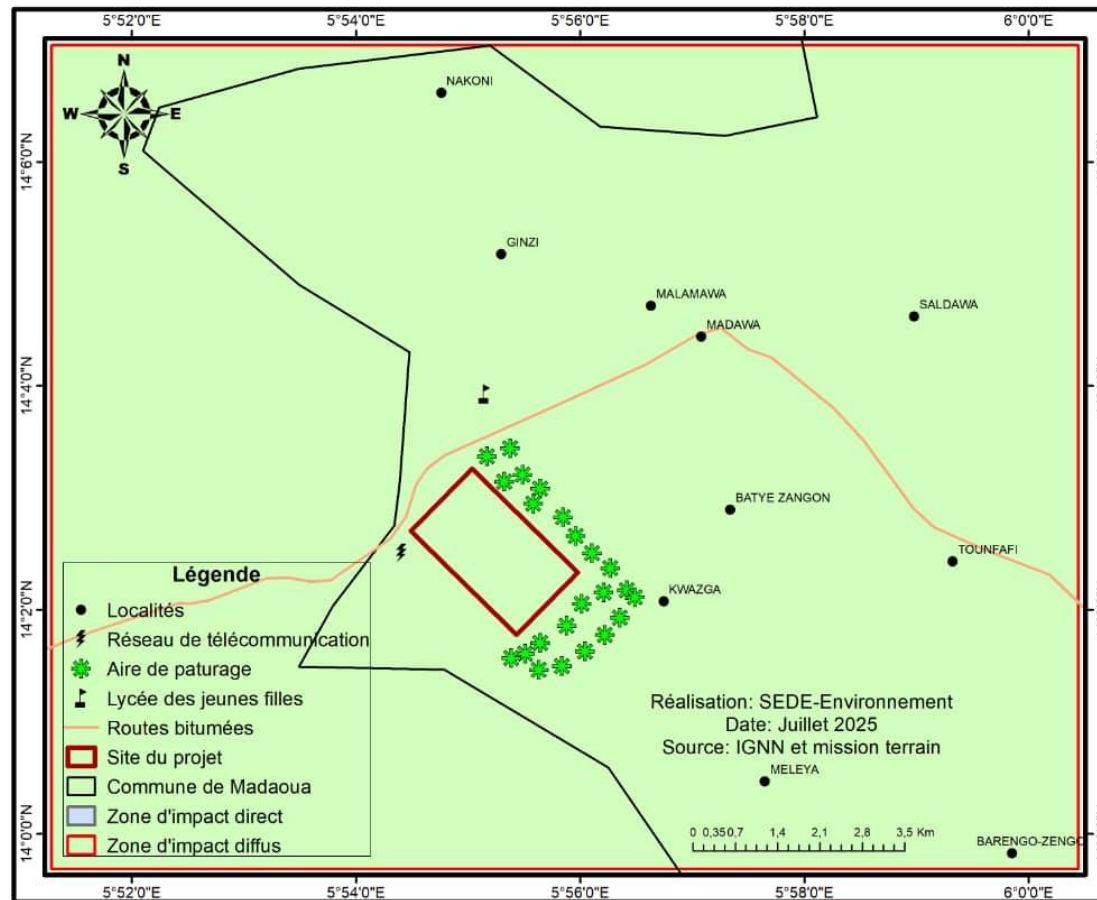 5°52'0"E
5°54'0"E
5°56'0"E
5°58'0"E
6°0'0"E
N
W
E
S
14°6'0"N
14°4'0"N
14°2'0"N
14°0'0"N
NAKONI
GINZI
MALAMAWA
SALDAWA
MADAWA
BATYE ZANGON
TOUNFAFI
KWAZGA
Légende
Localités
Réseau de télécommunication
Aire de paturage
Lycée des jeunes filles
Routes bitumées
Site du projet
Commune de Madaoua
Zone d'impact direct
Zone d'impact diffus
Réalisation: SEDE-Environnement
Date: Juillet 2025
Source: IGNN et mission terrain
MELEYA
0 0,35 0,7 1,4 2,1 2,8 3,5 Km
BARENGO-ZENGO
5°52'0"E
5°54'0"E
5°56'0"E
5°58'0"E
6°0'0"E